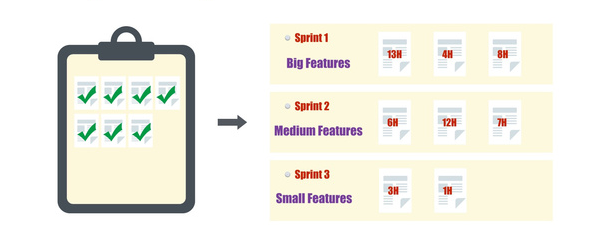 Sprint 1
Big Features
13H 4H 8H
Sprint 2
Medium Features
6H 12H 7H
Sprint 3
Small Features
3H 1H